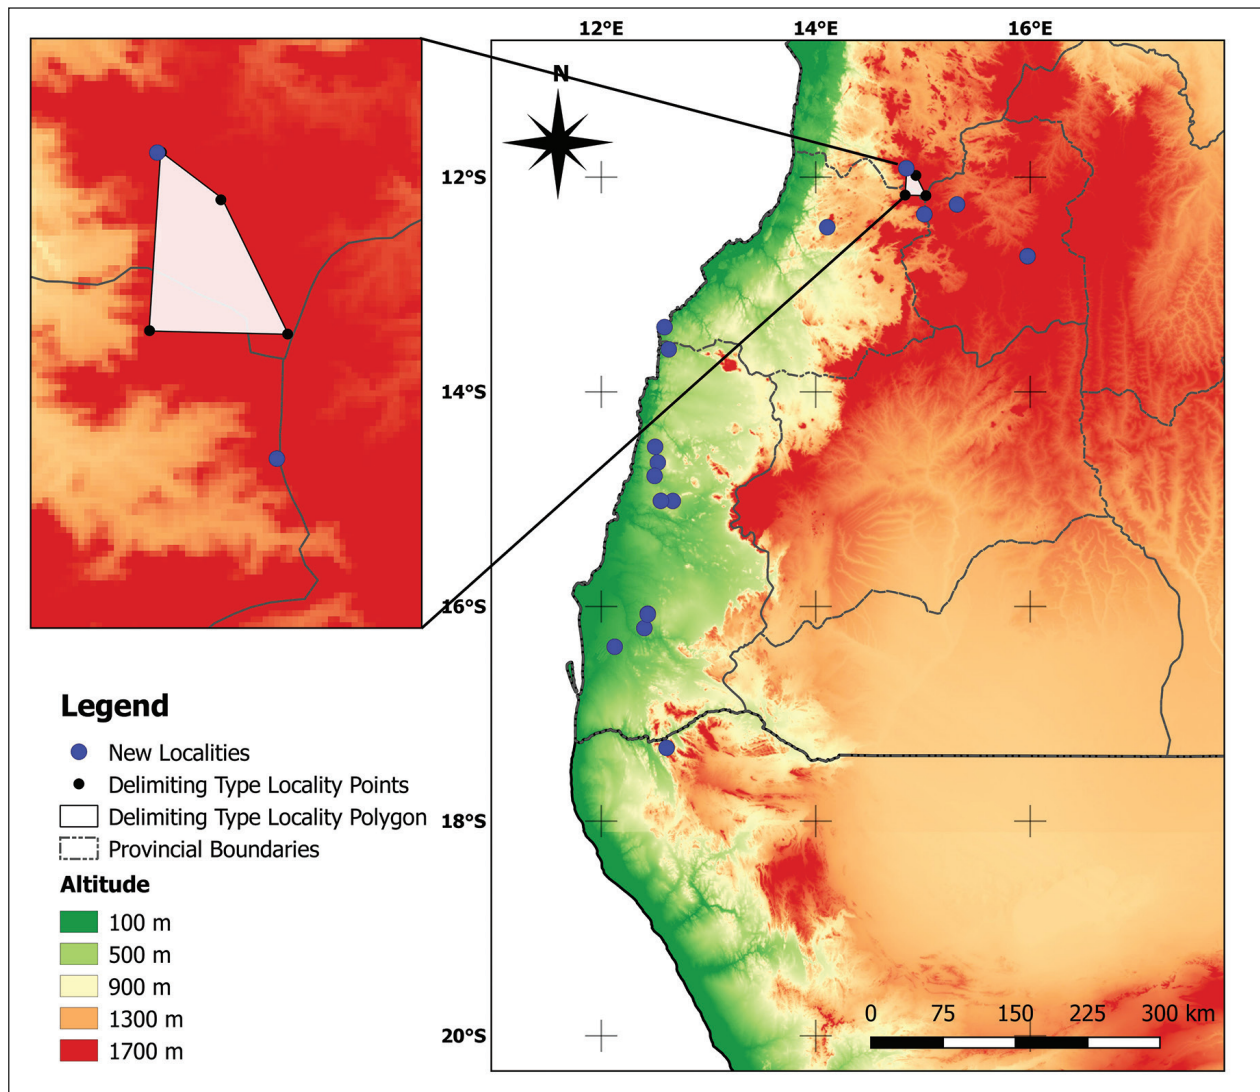 12°E 14°E 16°E
N
12°S
14°S
16°S
18°S
20°S
Legend
New Localities
Delimiting Type Locality Points
Delimiting Type Locality Polygon
Provincial Boundaries
Altitude
100 m
500 m
900 m
1300 m
1700 m
0 75 150 225 300 km